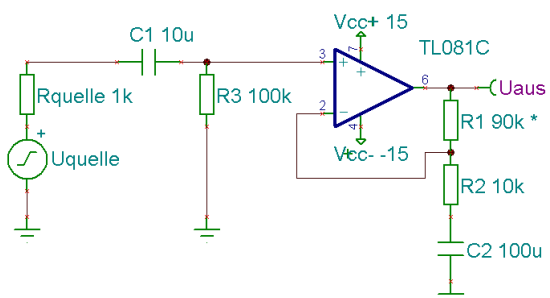 Vcc+ 15
C1 10u
TL081C
3
7
+
+
6
Uaus
Rquelle 1k
R3 100k
2
-
4
R1 90k *
+
Uquelle
+
Vcc- -15
R2 10k
C2 100u